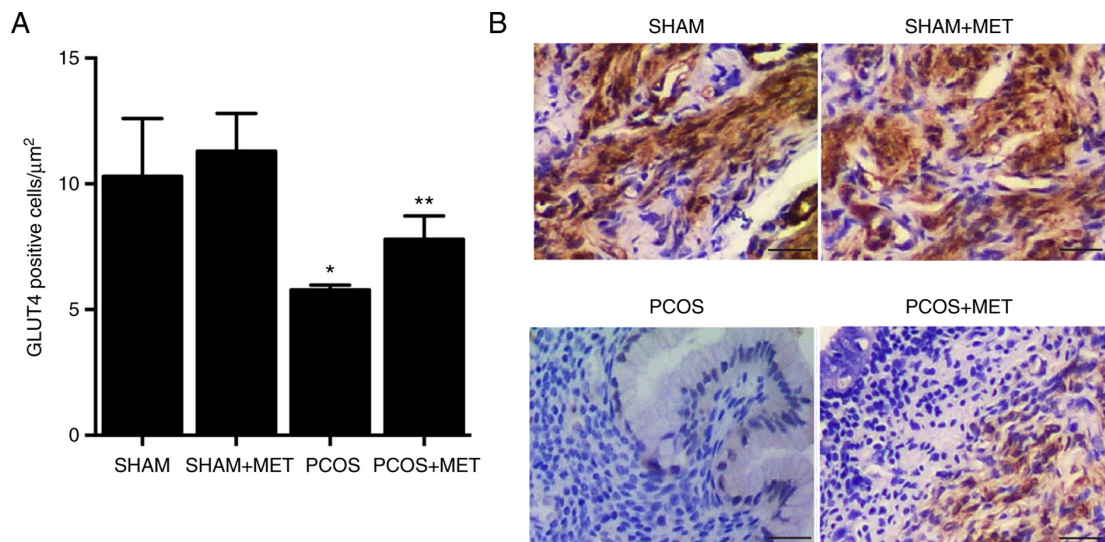 A
GLUT4 positive cells/μm²
15
10
5
0
*
**
SHAM
SHAM+MET
PCOS
PCOS+MET
B
SHAM
SHAM+MET
PCOS
PCOS+MET